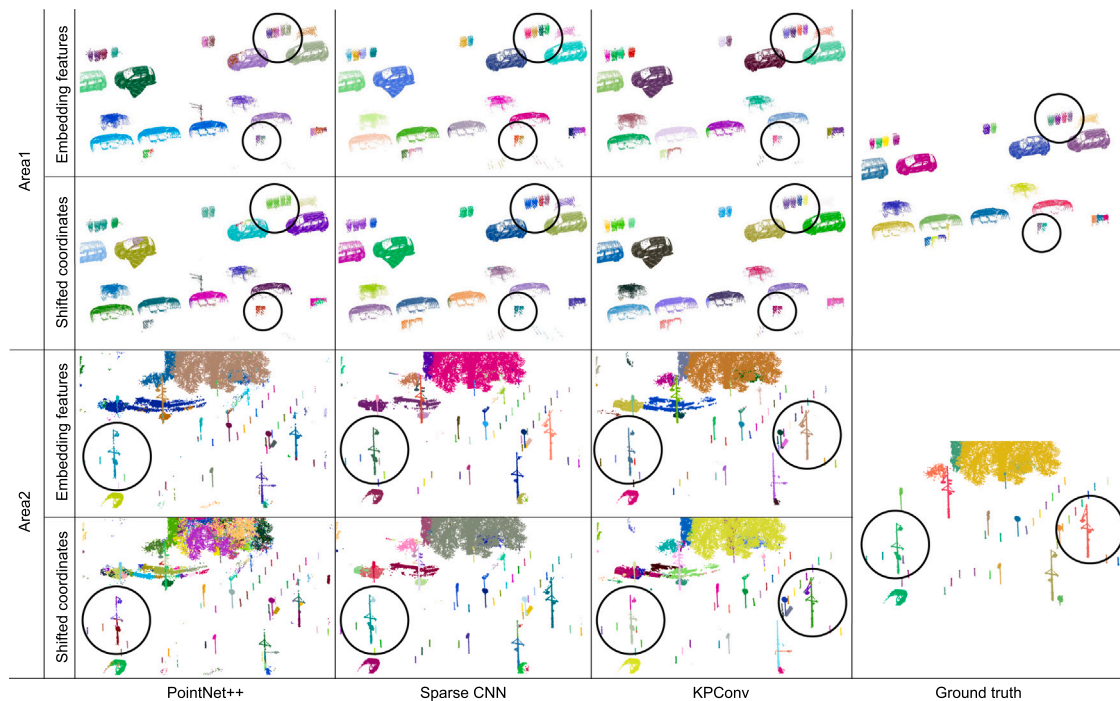 Area1
Embedding features
Shifted coordinates
Area2
Embedding features
Shifted coordinates
PointNet++
Sparse CNN
KPConv
Ground truth